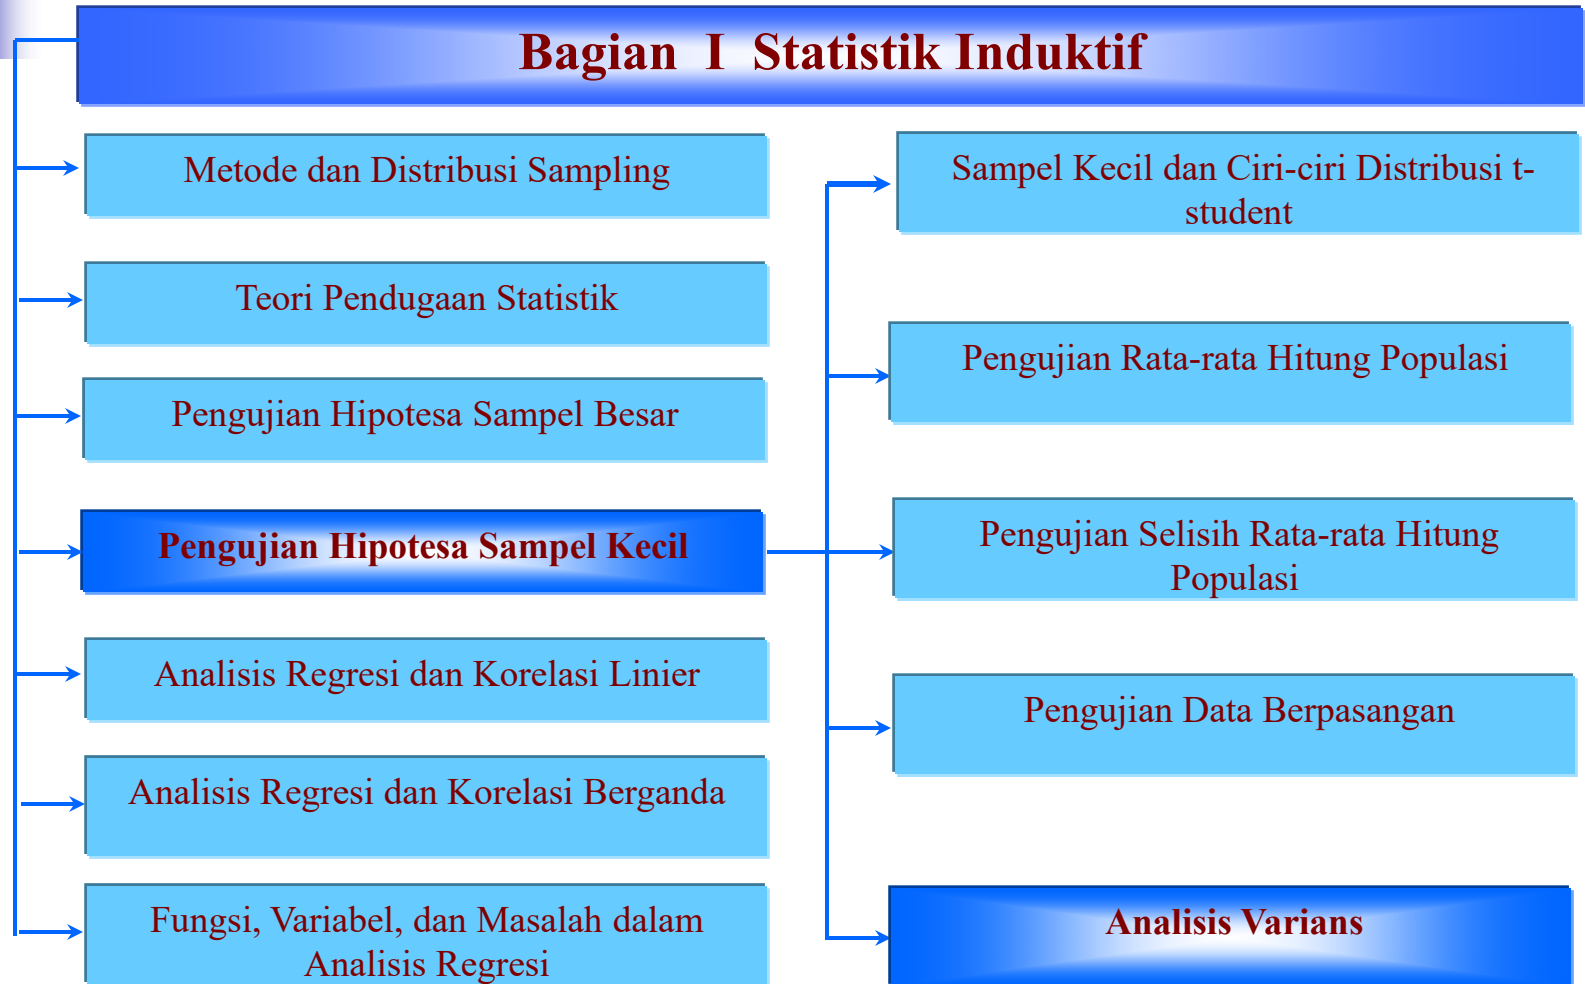 Bagian I Statistik Induktif
Metode dan Distribusi Sampling
Teori Pendugaan Statistik
Pengujian Hipotesa Sampel Besar
Pengujian Hipotesa Sampel Kecil
Analisis Regresi dan Korelasi Linier
Analisis Regresi dan Korelasi Berganda
Fungsi, Variabel, dan Masalah dalam
Analisis Regresi
Sampel Kecil dan Ciri-ciri Distribusi t-
student
Pengujian Rata-rata Hitung Populasi
Pengujian Selisih Rata-rata Hitung
Populasi
Pengujian Data Berpasangan
Analisis Varians